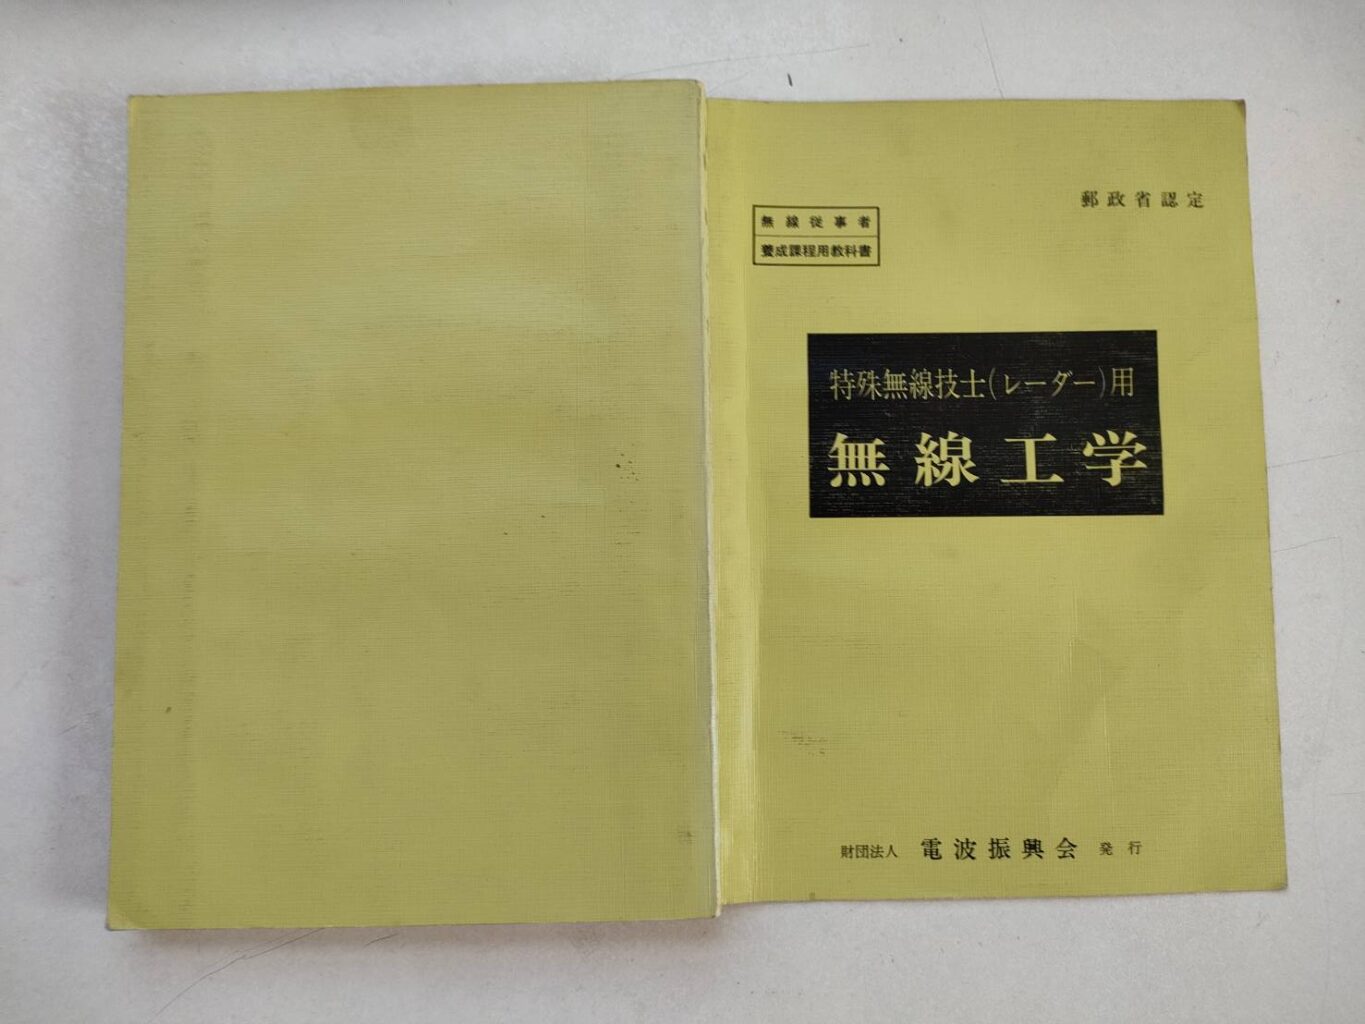 郵政省認定
無線従事者
養成課程用教科書
特殊無線技士(レーダー)用
無線工学
財団法人 電波振興会 発行